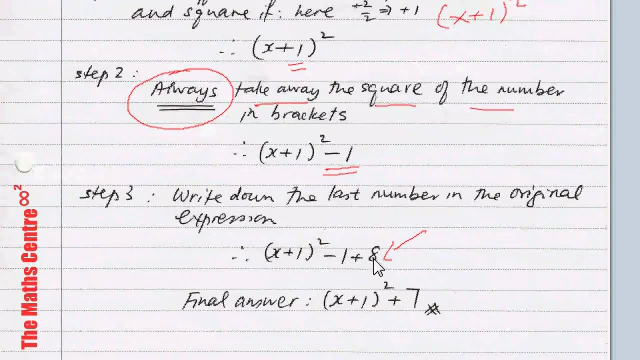 and square it: here +2/2 ⇒ +1 (x+1)²
∴ (x+1)²
step 2:
Always take away the square of the number
in brackets
∴ (x+1)² - 1
step 3: Write down the last number in the original
expression
∴ (x+1)² - 1 + 8
Final answer: (x+1)² + 7
The Maths Centre ∞²